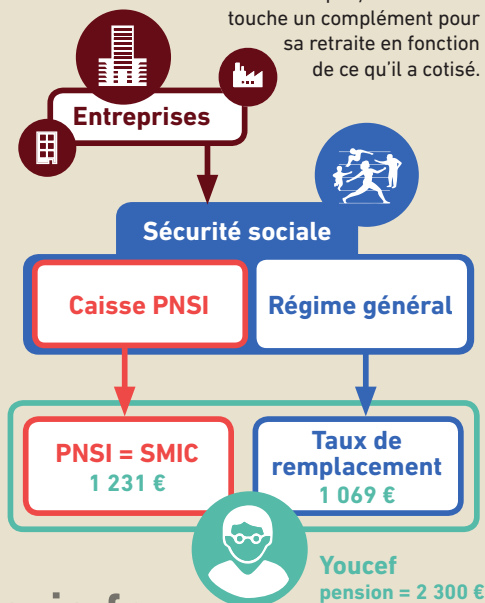 touche un complément pour
sa retraite en fonction
de ce qu'il a cotisé.
Entreprises
Sécurité sociale
Caisse PNSI
Régime général
PNSI = SMIC
1 231 €
Taux de
remplacement
1 069 €
Youcef
pension = 2 300 €